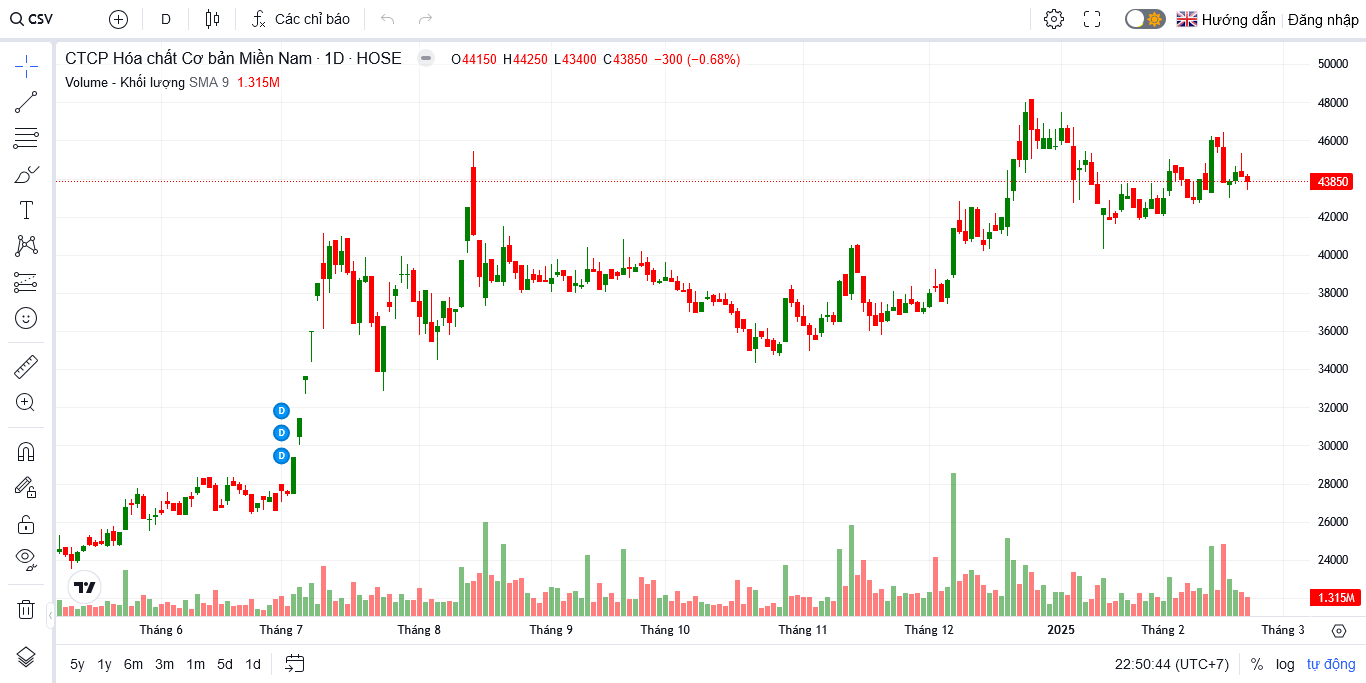 CSV D Các chỉ báo Hướng dẫn Đăng nhập
CTCP Hóa chất Cơ bản Miền Nam · 1D · HOSE O44150 H44250 L43400 C43850 −300 (−0.68%)
Volume - Khối lượng SMA 9 1.315M
50000
48000
46000
43850
42000
40000
38000
36000
34000
32000
30000
28000
26000
24000
1.315M
D
D
D
Tháng 6 Tháng 7 Tháng 8 Tháng 9 Tháng 10 Tháng 11 Tháng 12 2025 Tháng 2 Tháng 3
5y 1y 6m 3m 1m 5d 1d 22:50:44 (UTC+7) % log tự động